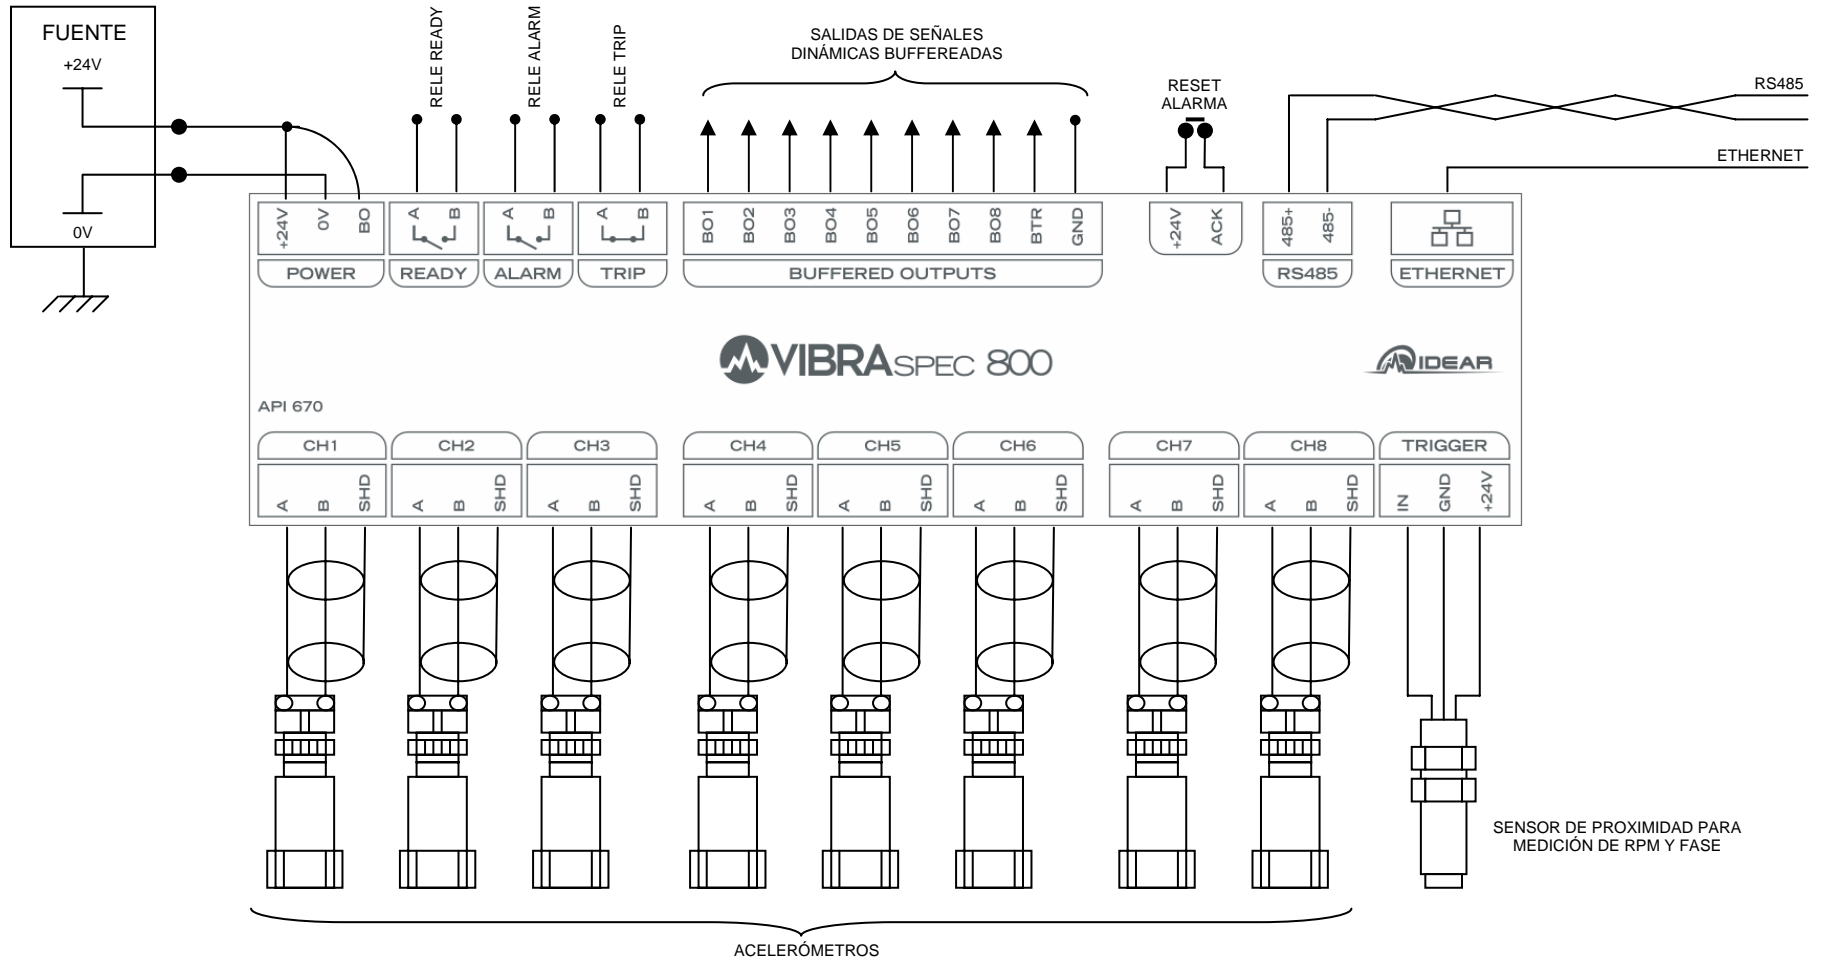 FUENTE
+24V
0V
RELE READY
RELE ALARM
RELE TRIP
SALIDAS DE SEÑALES
DINÁMICAS BUFFEREADAS
RESET
ALARMA
RS485
ETHERNET
+24V 0V BO
A B
A B
A B
BO1 BO2 BO3 BO4 BO5 BO6 BO7 BO8 BTR GND
+24V ACK
485+ 485-
POWER
READY
ALARM
TRIP
BUFFERED OUTPUTS
RS485
ETHERNET
VIBRASPEC 800
IDEAR
API 670
CH1
CH2
CH3
CH4
CH5
CH6
CH7
CH8
TRIGGER
A B SHD
A B SHD
A B SHD
A B SHD
A B SHD
A B SHD
A B SHD
A B SHD
IN GND +24V
SENSOR DE PROXIMIDAD PARA
MEDICIÓN DE RPM Y FASE
ACELERÓMETROS